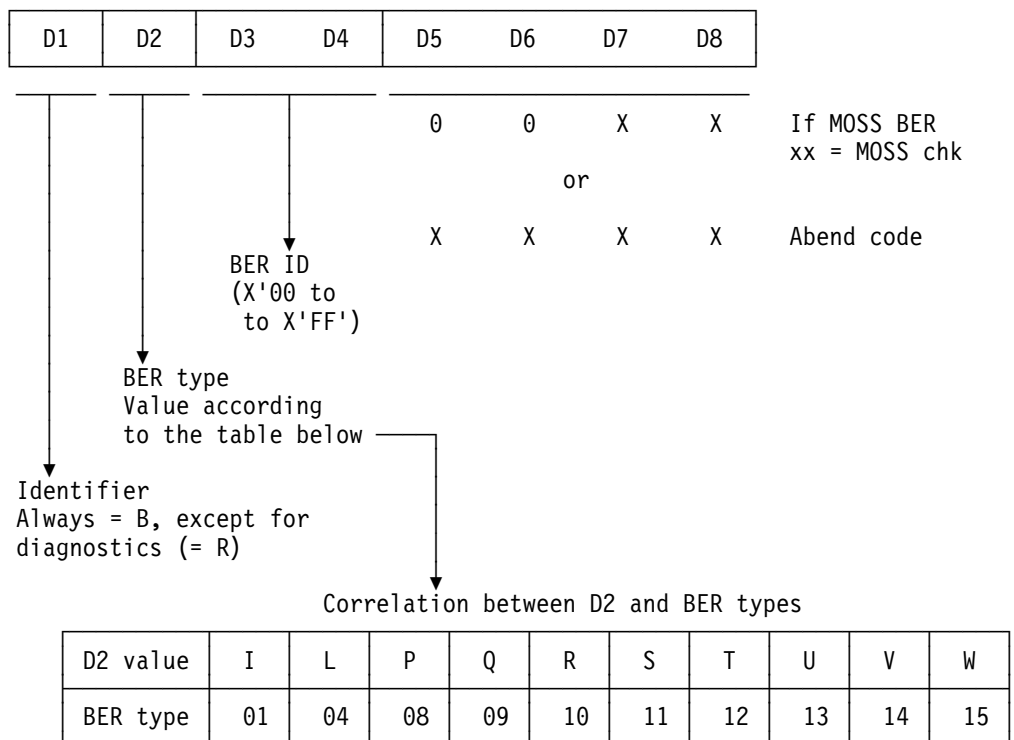 D1 D2 D3 D4 D5 D6 D7 D8
0 0 X X If MOSS BER
xx = MOSS chk
or
X X X X Abend code
BER ID
(X'00 to
to X'FF')
BER type
Value according
to the table below
Identifier
Always = B, except for
diagnostics (= R)
Correlation between D2 and BER types
D2 value I L P Q R S T U V W
BER type 01 04 08 09 10 11 12 13 14 15